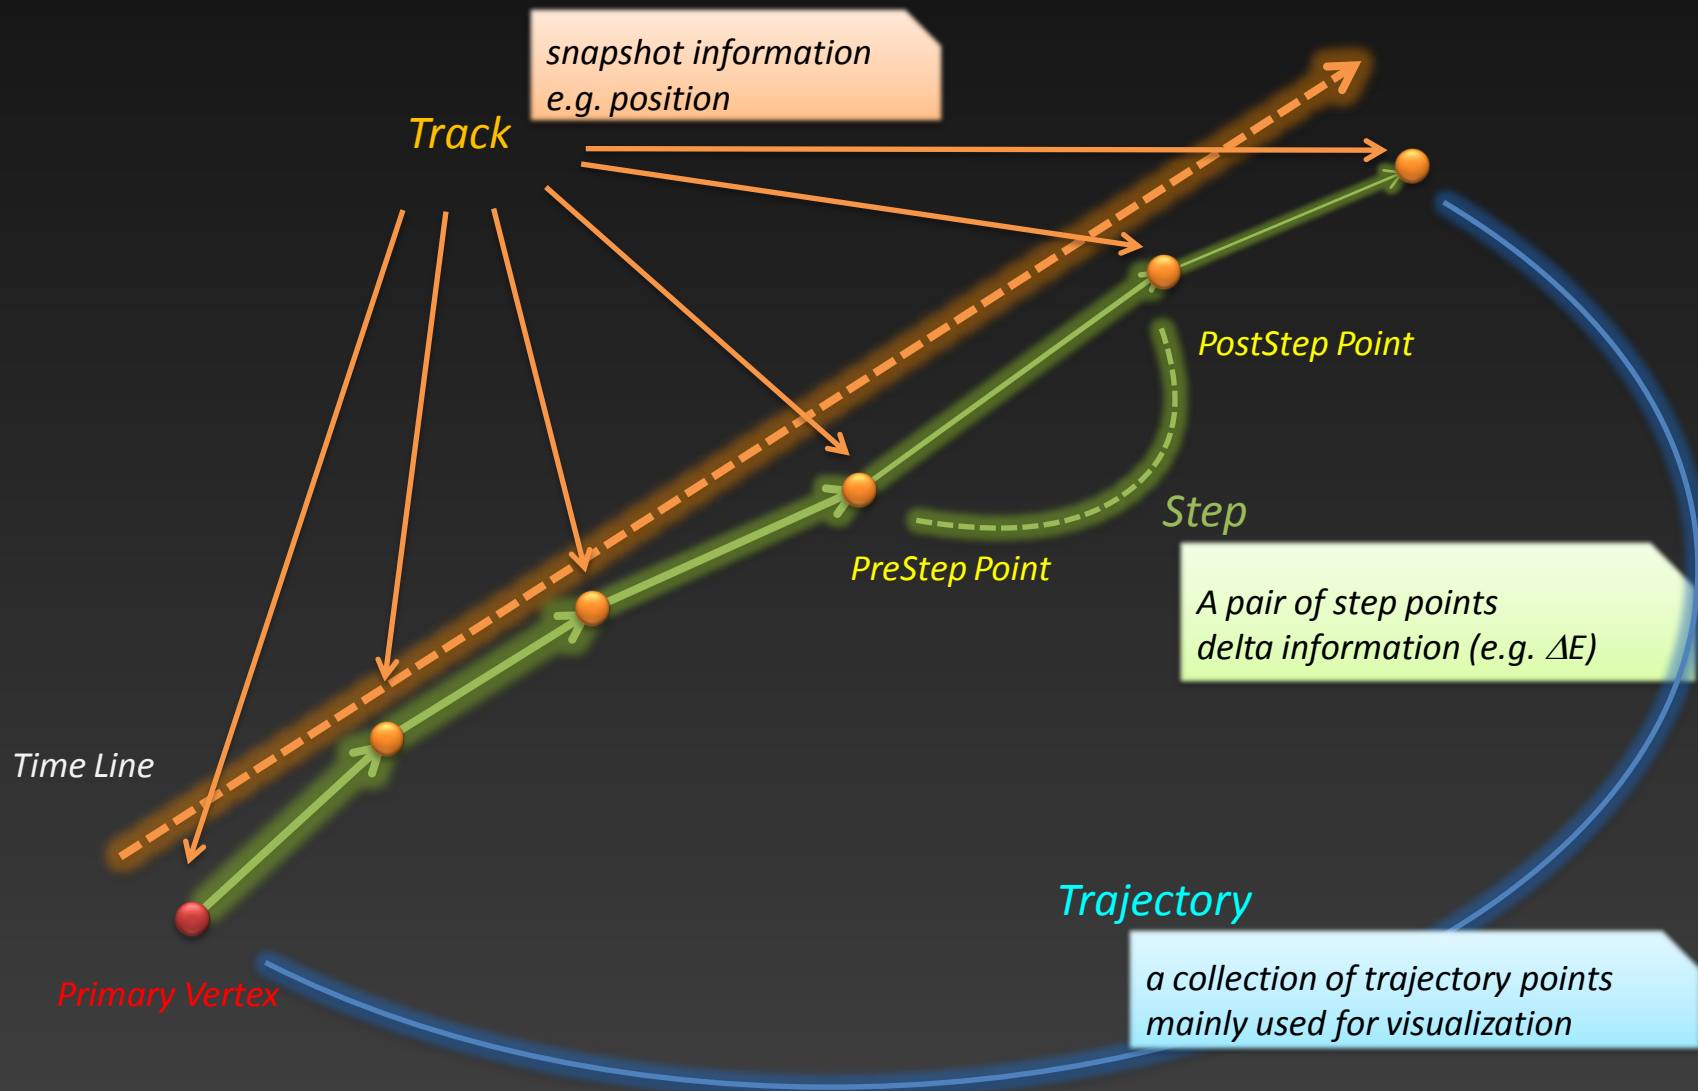 snapshot information
e.g. position
Track
PostStep Point
Step
PreStep Point
A pair of step points
delta information (e.g. ΔE)
Time Line
Trajectory
a collection of trajectory points
mainly used for visualization
Primary Vertex